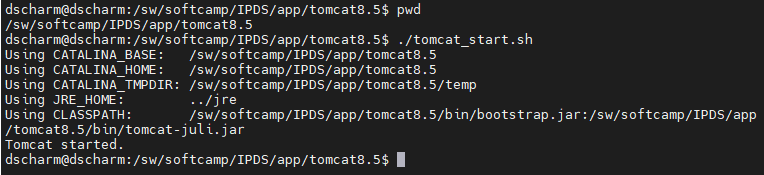 dscharm@dscharm:/sw/softcamp/IPDS/app/tomcat8.5$ pwd
/sw/softcamp/IPDS/app/tomcat8.5
dscharm@dscharm:/sw/softcamp/IPDS/app/tomcat8.5$ ./tomcat_start.sh
Using CATALINA_BASE:   /sw/softcamp/IPDS/app/tomcat8.5
Using CATALINA_HOME:   /sw/softcamp/IPDS/app/tomcat8.5
Using CATALINA_TMPDIR: /sw/softcamp/IPDS/app/tomcat8.5/temp
Using JRE_HOME:        ../jre
Using CLASSPATH:       /sw/softcamp/IPDS/app/tomcat8.5/bin/bootstrap.jar:/sw/softcamp/IPDS/app
/tomcat8.5/bin/tomcat-juli.jar
Tomcat started.
dscharm@dscharm:/sw/softcamp/IPDS/app/tomcat8.5$